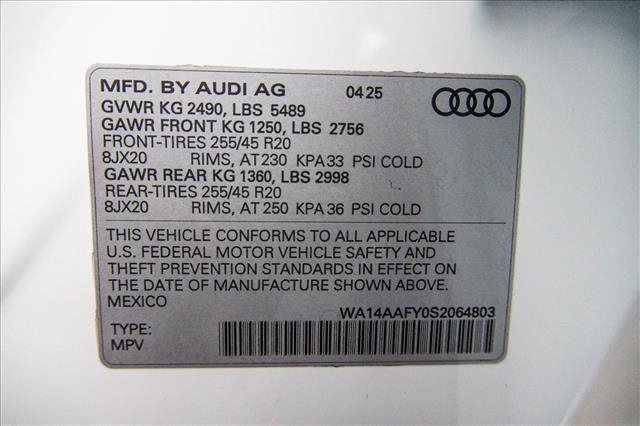 MFD. BY AUDI AG 04 25
GVWR KG 2490, LBS 5489
GAWR FRONT KG 1250, LBS 2756
FRONT-TIRES 255/45 R20
8JX20 RIMS, AT 230 KPA 33 PSI COLD
GAWR REAR KG 1360, LBS 2998
REAR-TIRES 255/45 R20
8JX20 RIMS, AT 250 KPA 36 PSI COLD
THIS VEHICLE CONFORMS TO ALL APPLICABLE
U.S. FEDERAL MOTOR VEHICLE SAFETY AND
THEFT PREVENTION STANDARDS IN EFFECT ON
THE DATE OF MANUFACTURE SHOWN ABOVE.
MEXICO WA14AAFY0S2064803
TYPE:
MPV